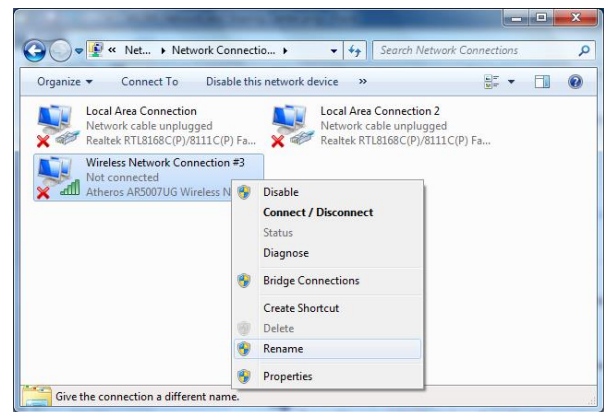 « Net... ▸ Network Connectio... ▸
Search Network Connections
Organize ▾ Connect To Disable this network device »
Local Area Connection
Network cable unplugged
Realtek RTL8168C(P)/8111C(P) Fa...
Local Area Connection 2
Network cable unplugged
Realtek RTL8168C(P)/8111C(P) Fa...
Wireless Network Connection #3
Not connected
Atheros AR5007UG Wireless N
Disable
Connect / Disconnect
Status
Diagnose
Bridge Connections
Create Shortcut
Delete
Rename
Properties
Give the connection a different name.